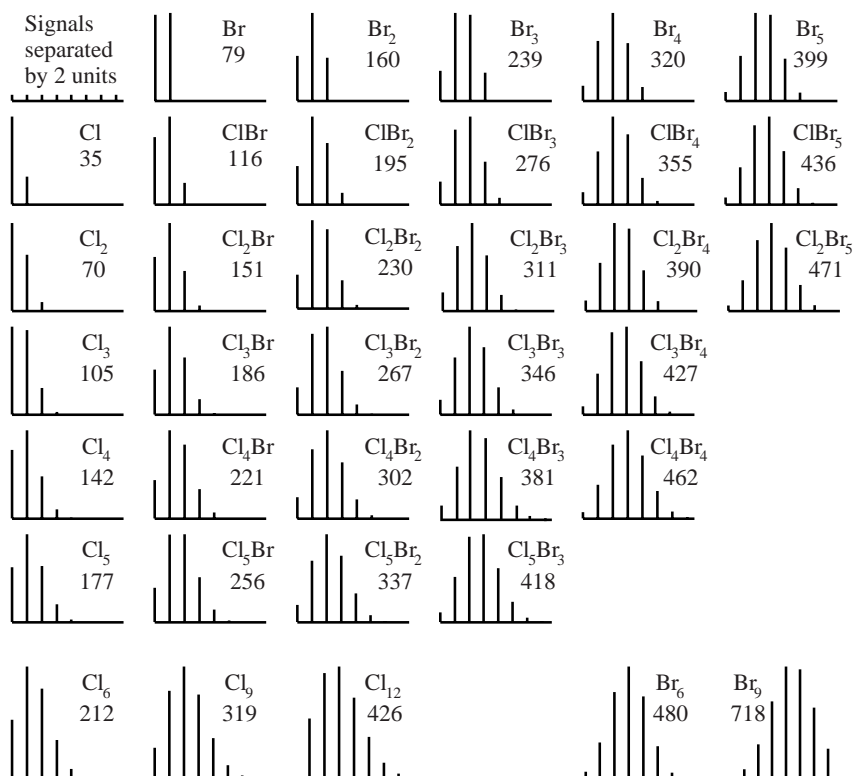 Signals
separated
by 2 units
Br
79
Br2
160
Br3
239
Br4
320
Br5
399
Cl
35
ClBr
116
ClBr2
195
ClBr3
276
ClBr4
355
ClBr5
436
Cl2
70
Cl2Br
151
Cl2Br2
230
Cl2Br3
311
Cl2Br4
390
Cl2Br5
471
Cl3
105
Cl3Br
186
Cl3Br2
267
Cl3Br3
346
Cl3Br4
427
Cl4
142
Cl4Br
221
Cl4Br2
302
Cl4Br3
381
Cl4Br4
462
Cl5
177
Cl5Br
256
Cl5Br2
337
Cl5Br3
418
Cl6
212
Cl9
319
Cl12
426
Br6
480
Br9
718